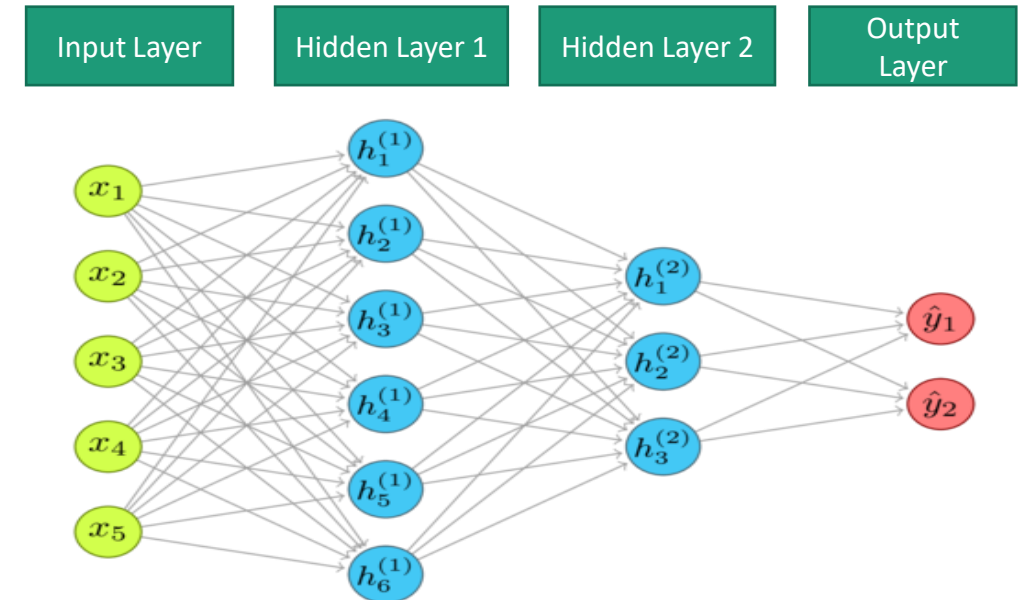 Input Layer
Hidden Layer 1
Hidden Layer 2
Output
Layer
x₁
x₂
x₃
x₄
x₅
h₁⁽¹⁾
h₂⁽¹⁾
h₃⁽¹⁾
h₄⁽¹⁾
h₅⁽¹⁾
h₆⁽¹⁾
h₁⁽²⁾
h₂⁽²⁾
h₃⁽²⁾
ŷ₁
ŷ₂